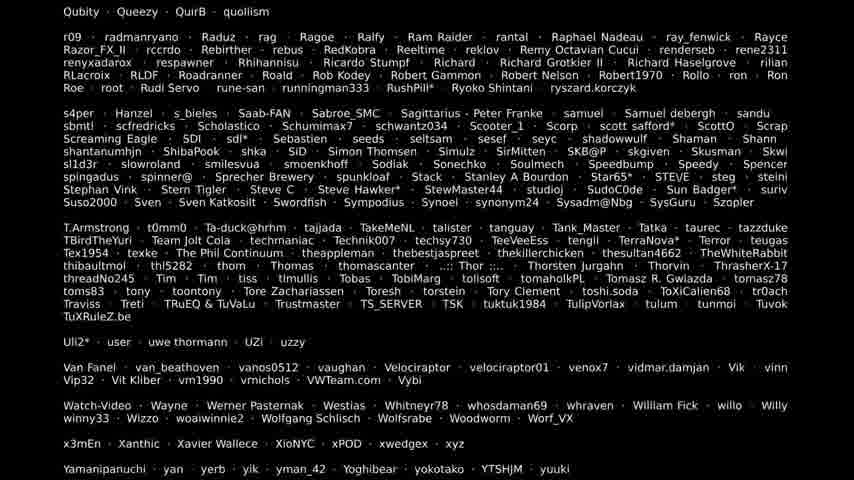 Qubity · Queezy · QuirB · quollism
r09 · radmanryano · Raduz · rag · Ragoe · Ralfy · Ram Raider · rantal · Raphael Nadeau · ray_fenwick · Rayce
Razor_FX_II · rccrdo · Rebirther · rebus · RedKobra · Reeltime · reklov · Remy Octavian Cucui · renderseb · rene2311
renyxadarox · respawner · Rhihannisu · Ricardo Stumpf · Richard · Richard Grotkier II · Richard Haselgrove · rilian
RLacroix · RLDF · Roadranner · Roald · Rob Kodey · Robert Gammon · Robert Nelson · Robert1970 · Rollo · ron · Ron
Roe · root · Rudi Servo · rune-san · runningman333 · RushPill* · Ryoko Shintani · ryszard.korczyk
s4per · Hanzel · s_bieles · Saab-FAN · Sabroe_SMC · Sagittarius - Peter Franke · samuel · Samuel debergh · sandu
sbmt! · scfredricks · Scholastico · Schumimax7 · schwantz034 · Scooter_1 · Scorp · scott safford* · ScottO · Scrap
Screaming Eagle · SDI · sdl* · Sebastien · seeds · seitsam · sesef · seyc · shadowwulf · Shaman · Shann
shantanumhjn · ShibaPook · shka · SiD · Simon Thomsen · Simulz · SirMitten · SKB@P · skgiven · Skusman · Skwi
sl1d3r · slowroland · smilesvua · smoenkhoff · Sodiak · Sonechko · Soulmech · Speedbump · Speedy · Spencer
spingadus · spinner@ · Sprecher Brewery · spunkloaf · Stack · Stanley A Bourdon · Star65* · STE\/E · steg · steini
Stephan Vink · Stern Tigler · Steve C · Steve Hawker* · StewMaster44 · studioj · SudoC0de · Sun Badger* · suriv
Suso2000 · Sven · Sven Katkosilt · Swordfish · Sympodius · Synoel · synonym24 · Sysadm@Nbg · SysGuru · Szopler
T.Armstrong · t0mm0 · Ta-duck@hrhm · tajjada · TakeMeNL · talister · tanguay · Tank_Master · Tatka · taurec · tazzduke
TBirdTheYuri · Team Jolt Cola · techmaniac · Technik007 · techsy730 · TeeVeeEss · tengli · TerraNova* · Terror · teugas
Tex1954 · texke · The Phil Continuum · theappleman · thebestjaspreet · thekillerchicken · thesultan4662 · TheWhiteRabbit
thibaultmol · thl5282 · thom · Thomas · thomascanter · ..::: Thor ::.. · Thorsten Jurgahn · Thorvin · ThrasherX-17
threadNo245 · Tim · Tim · tiss · tlmullis · Tobas · TobiMarg · tolisoft · tomaholkPL · Tomasz R. Gwiazda · tomasz78
toms83 · tony · toontony · Tore Zachariassen · Toresh · torstein · Tory Clement · toshi.soda · ToXiCalien68 · tr0ach
Traviss · Treti · TRuEQ & TuVaLu · Trustmaster · TS_SERVER · TSK · tuktuk1984 · TulipVorlax · tulum · tunmoi · Tuvok
TuXRuleZ.be
Uli2* · user · uwe thormann · UZi · uzzy
Van Fanel · van_beathoven · vanos0512 · vaughan · Velociraptor · velociraptor01 · venox7 · vidmar.damjan · Vik · vinn
Vip32 · Vit Kliber · vm1990 · vrmichols · VWTeam.com · Vybi
Watch-Video · Wayne · Werner Pasternak · Westias · Whitneyr78 · whosdaman69 · whraven · William Fick · willo · Willy
winny33 · Wizzo · woaiwinnie2 · Wolfgang Schlisch · Wolfsrabe · Woodworm · Worf_VX
x3mEn · Xanthic · Xavier Wallece · XioNYC · xPOD · xwedgex · xyz
Yamanipanuchi · yan · yerb · yik · yman_42 · Yoghibear · yokotako · YTSHJM · yuuki